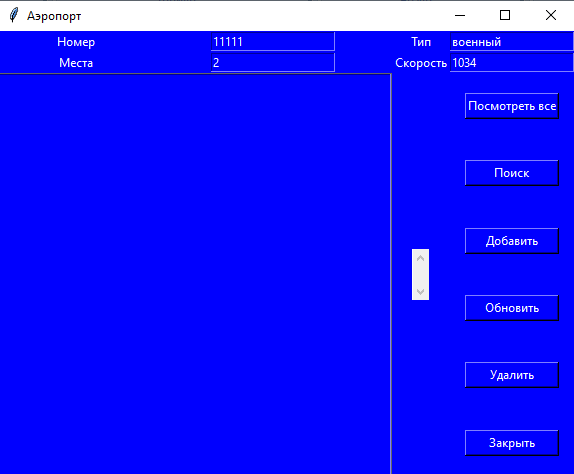 Аэропорт
Номер 11111 Тип военный
Места 2 Скорость 1034
Посмотреть все
Поиск
Добавить
Обновить
Удалить
Закрыть